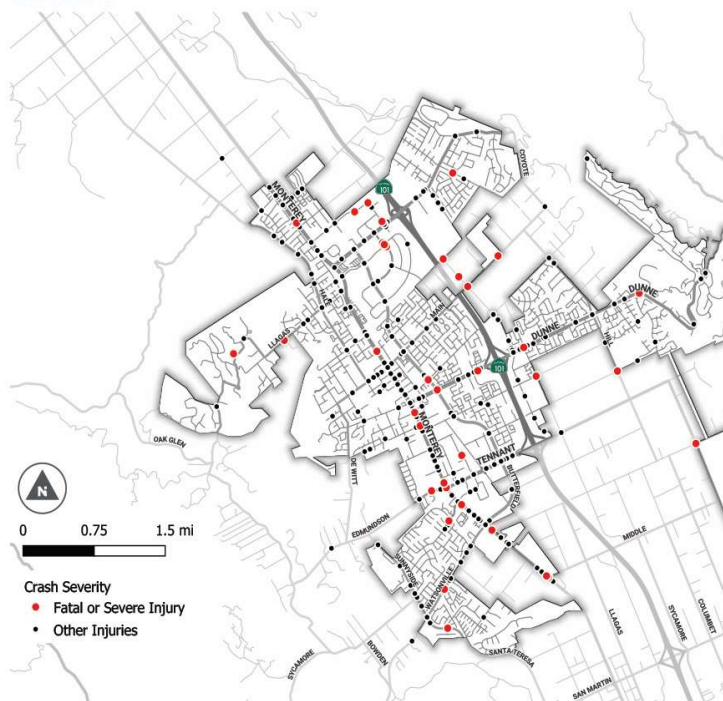 COYOTE
101
MONTEREY
HALE
MAIN
DUNNE
DUNNE
HILL
LLAGAS
101
OAK GLEN
DE WITT
MONTEREY
TENNANT
BUTTERFIELD
EDMUNDSON
MIDDLE
SUNNYSIDE
WATSONVILLE
SYCAMORE
BOWDEN
SANTA TERESA
LLAGAS
SYCAMORE
COLUMBET
SAN MARTIN
N
0 0.75 1.5 mi
Crash Severity
Fatal or Severe Injury
Other Injuries